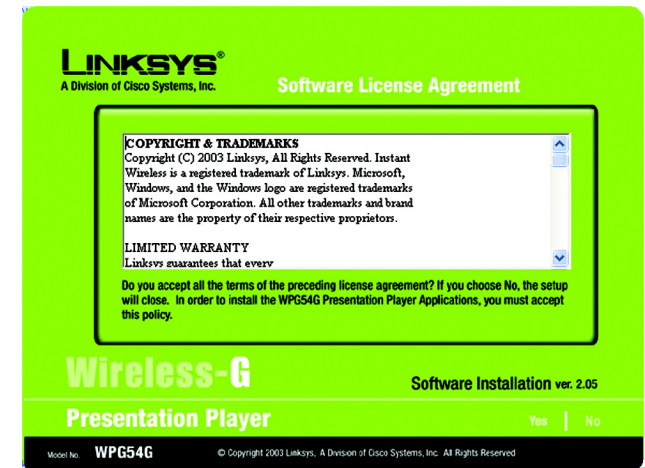 LINKSYS®
A Division of Cisco Systems, Inc.
Software License Agreement
COPYRIGHT & TRADEMARKS
Copyright (C) 2003 Linksys, All Rights Reserved. Instant
Wireless is a registered trademark of Linksys. Microsoft,
Windows, and the Windows logo are registered trademarks
of Microsoft Corporation. All other trademarks and brand
names are the property of their respective proprietors.
LIMITED WARRANTY
Linksys guarantees that every
Do you accept all the terms of the preceding license agreement? If you choose No, the setup
will close. In order to install the WPG54G Presentation Player Applications, you must accept
this policy.
Wireless-G
Software Installation ver. 2.05
Presentation Player
Yes | No
Model No. WPG54G © Copyright 2003 Linksys, A Division of Cisco Systems, Inc. All Rights Reserved